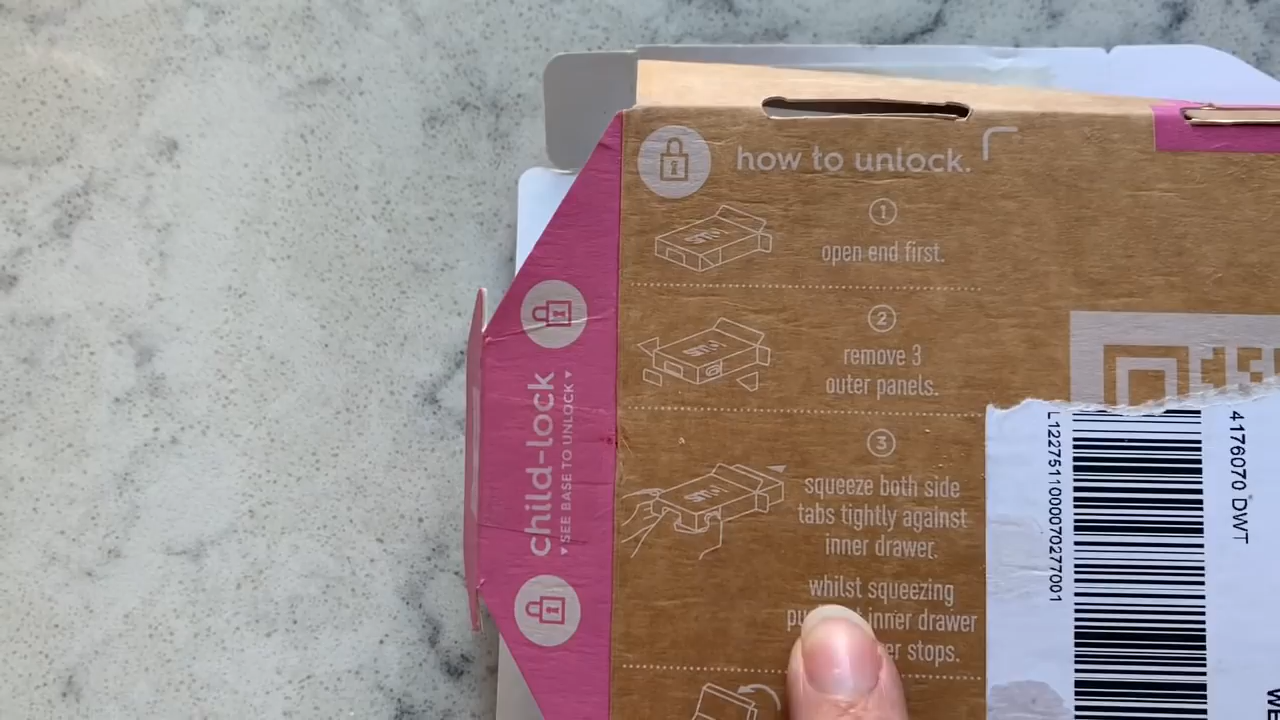 how to unlock.
1
open end first.
2
remove 3
outer panels.
3
squeeze both side
tabs tightly against
inner drawer.
whilst squeezing
inner drawer
stops.
child-lock
SEE BASE TO UNLOCK
L12275110000070277001
4176070 DWT